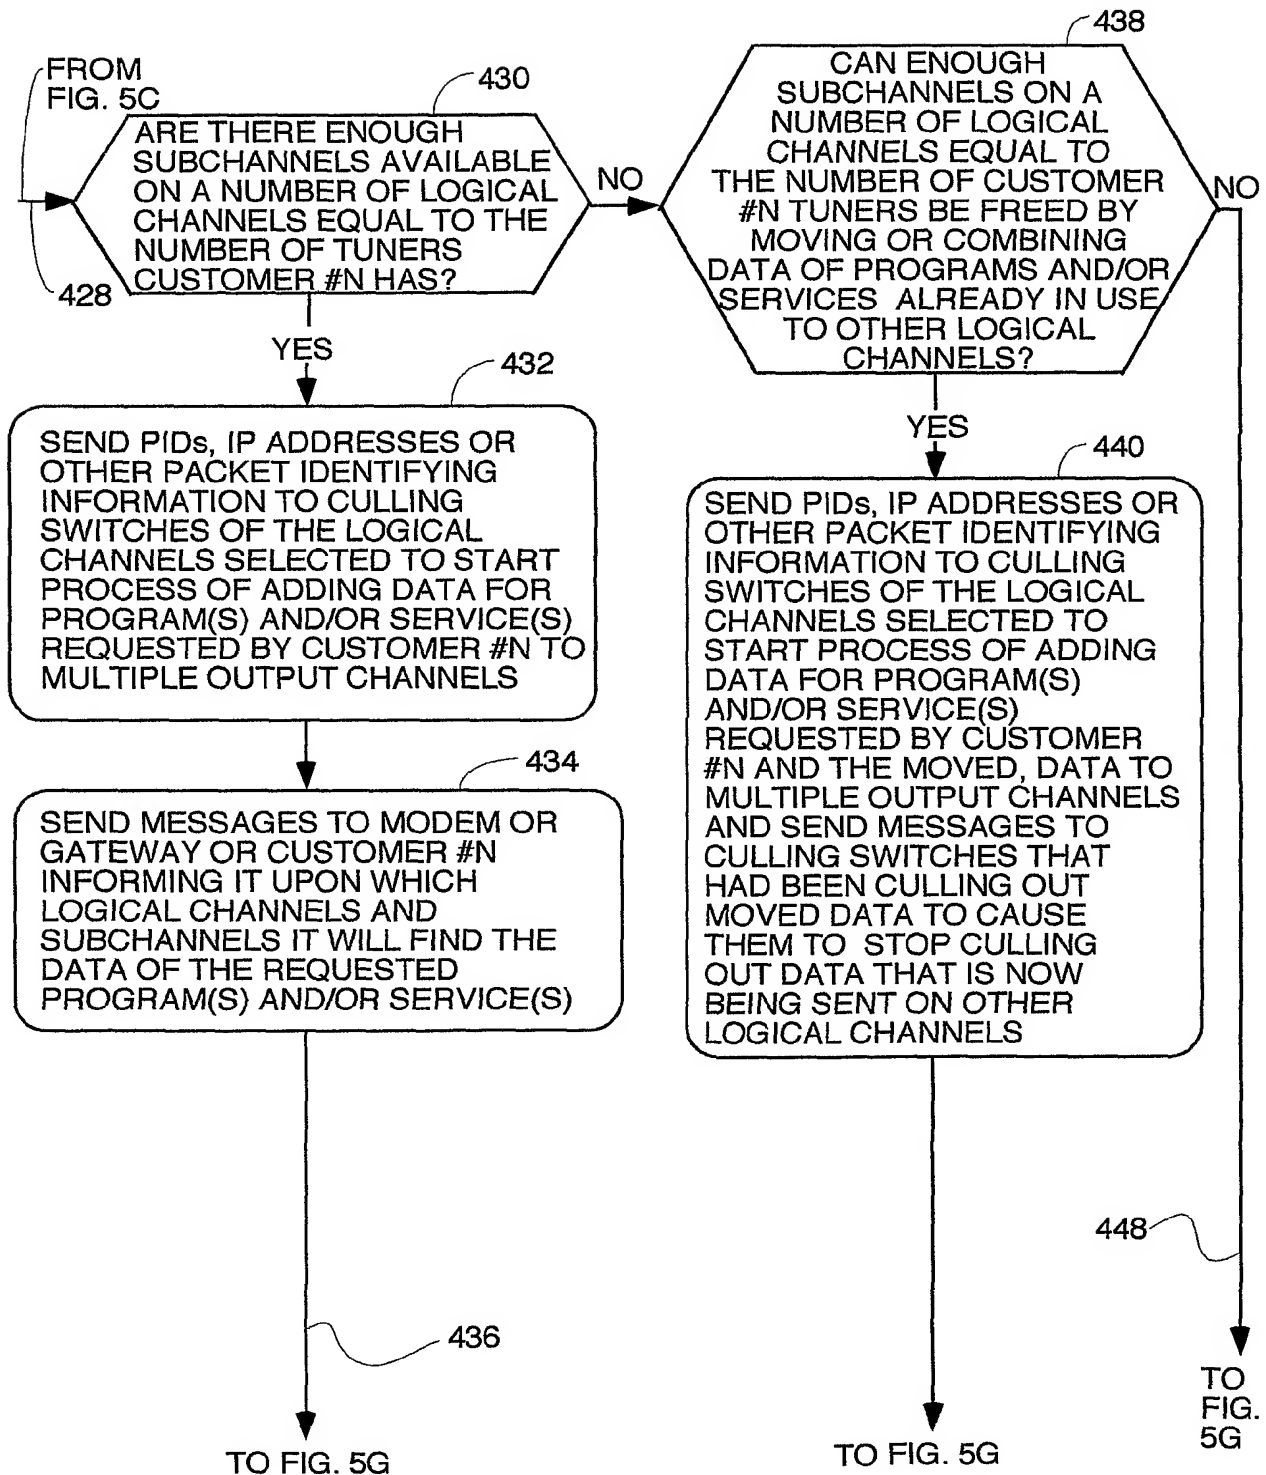 FROM
FIG. 5C
428
430
ARE THERE ENOUGH
SUBCHANNELS AVAILABLE
ON A NUMBER OF LOGICAL
CHANNELS EQUAL TO THE
NUMBER OF TUNERS
CUSTOMER #N HAS?
NO
YES
432
SEND PIDs, IP ADDRESSES OR
OTHER PACKET IDENTIFYING
INFORMATION TO CULLING
SWITCHES OF THE LOGICAL
CHANNELS SELECTED TO START
PROCESS OF ADDING DATA FOR
PROGRAM(S) AND/OR SERVICE(S)
REQUESTED BY CUSTOMER #N TO
MULTIPLE OUTPUT CHANNELS
434
SEND MESSAGES TO MODEM OR
GATEWAY OR CUSTOMER #N
INFORMING IT UPON WHICH
LOGICAL CHANNELS AND
SUBCHANNELS IT WILL FIND THE
DATA OF THE REQUESTED
PROGRAM(S) AND/OR SERVICE(S)
436
TO FIG. 5G
438
CAN ENOUGH
SUBCHANNELS ON A
NUMBER OF LOGICAL
CHANNELS EQUAL TO
THE NUMBER OF CUSTOMER
#N TUNERS BE FREED BY
MOVING OR COMBINING
DATA OF PROGRAMS AND/OR
SERVICES ALREADY IN USE
TO OTHER LOGICAL
CHANNELS?
NO
YES
440
SEND PIDs, IP ADDRESSES OR
OTHER PACKET IDENTIFYING
INFORMATION TO CULLING
SWITCHES OF THE LOGICAL
CHANNELS SELECTED TO
START PROCESS OF ADDING
DATA FOR PROGRAM(S)
AND/OR SERVICE(S)
REQUESTED BY CUSTOMER
#N AND THE MOVED, DATA TO
MULTIPLE OUTPUT CHANNELS
AND SEND MESSAGES TO
CULLING SWITCHES THAT
HAD BEEN CULLING OUT
MOVED DATA TO CAUSE
THEM TO STOP CULLING
OUT DATA THAT IS NOW
BEING SENT ON OTHER
LOGICAL CHANNELS
TO FIG. 5G
448
TO
FIG.
5G